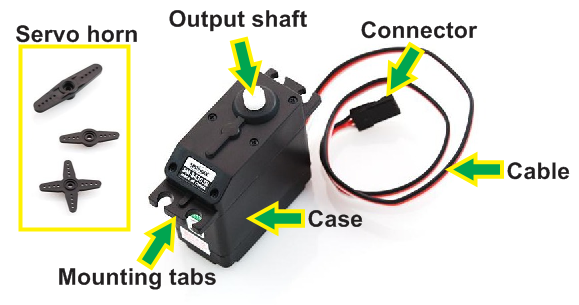 Output shaft
Servo horn
Connector
Cable
Case
Mounting tabs